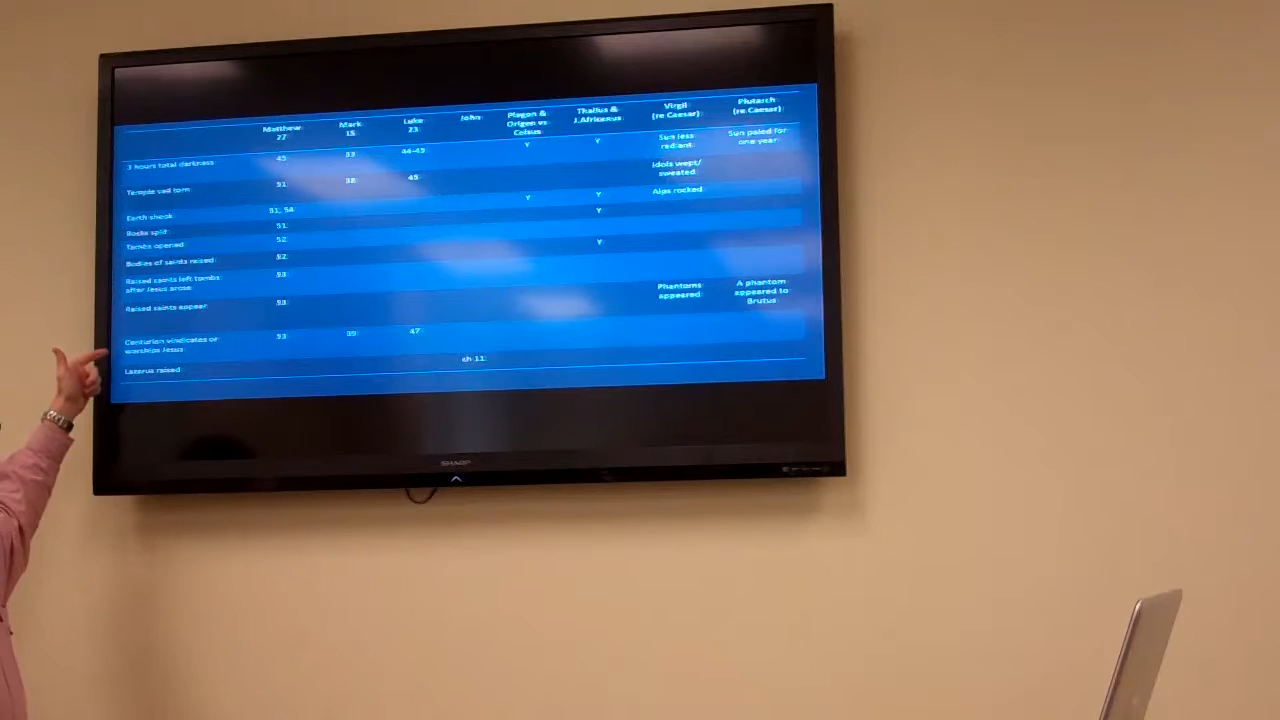 Matthew 27: Mark 15: Luke 23: John: Plegon & Origen vs Celsus Thallus & J.Africanus Virgil (re Caesar) Plutarch (re Caesar)
3 hours total darkness 45 33 44-45 Y Y Sun less radiant Sun paled for one year
Temple veil torn 51 38 45 Idols wept/ sweated
Earth shook 51, 54 Y Y Alps rocked
Rocks split 51 Y
Tombs opened 52
Bodies of saints raised 52 Y
Raised saints left tombs after Jesus arose 53
Raised saints appear 53 Phantoms appeared A phantom appeared to Brutus
Centurian vindicates or worships Jesus 53 39 47
Lazarus raised ch 11
SHARP